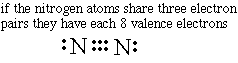 if the nitrogen atoms share three electron
pairs they have each 8 valence electrons
:N:::N: